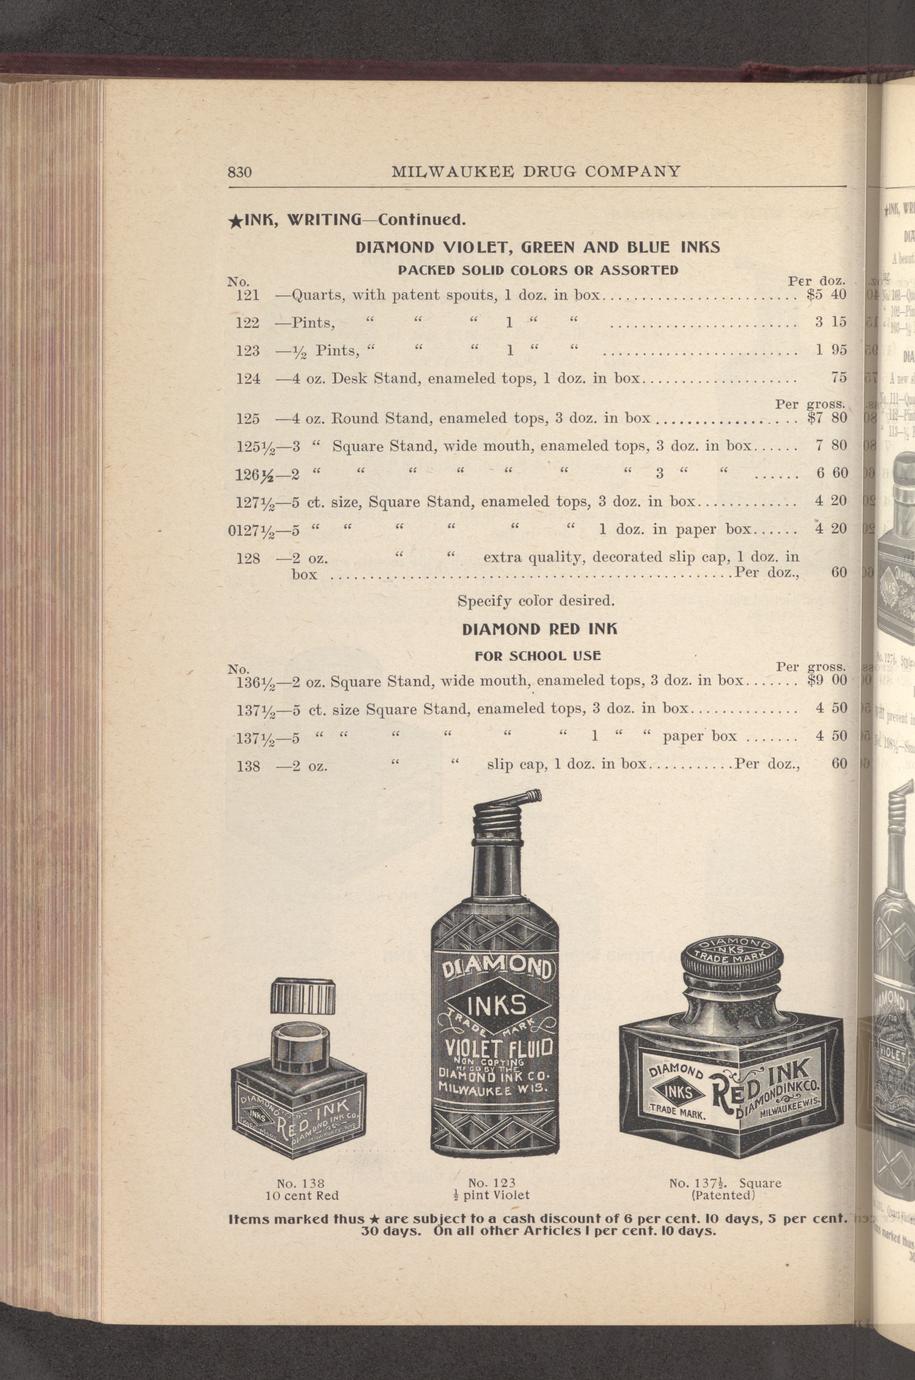 830 MILWAUKEE DRUG COMPANY
★INK, WRITING—Continued.
DIAMOND VIOLET, GREEN AND BLUE INKS
PACKED SOLID COLORS OR ASSORTED
No. Per doz.
121 —Quarts, with patent spouts, 1 doz. in box........................ $5 40
122 —Pints, “ “ “ 1 “ “ ........................ 3 15
123 —½ Pints, “ “ “ 1 “ “ ......................... 1 95
124 —4 oz. Desk Stand, enameled tops, 1 doz. in box.................... 75
Per gross.
125 —4 oz. Round Stand, enameled tops, 3 doz. in box.................. $7 80
125½—3 “ Square Stand, wide mouth, enameled tops, 3 doz. in box...... 7 80
126½—2 “ “ “ “ “ “ “ 3 “ “ ...... 6 60
127½—5 ct. size, Square Stand, enameled tops, 3 doz. in box............. 4 20
0127½—5 “ “ “ “ “ “ 1 doz. in paper box...... 4 20
128 —2 oz. “ “ extra quality, decorated slip cap, 1 doz. in
box ...................................................Per doz., 60
Specify color desired.
DIAMOND RED INK
FOR SCHOOL USE
No. Per gross.
136½—2 oz. Square Stand, wide mouth, enameled tops, 3 doz. in box....... $9 00
137½—5 ct. size Square Stand, enameled tops, 3 doz. in box.............. 4 50
137½—5 “ “ “ “ “ “ 1 “ “ paper box ....... 4 50
138 —2 oz. “ “ slip cap, 1 doz. in box...........Per doz., 60
DIAMOND
INKS
RED INK
DIAMOND INK CO.
DIAMOND
INKS
TRADE MARK
VIOLET FLUID
NON COPYING
MF'GD BY THE
DIAMOND INK CO.
MILWAUKEE WIS.
DIAMOND
INKS
TRADE MARK
DIAMOND
INKS
TRADE MARK.
RED INK
DIAMOND INK CO.
MILWAUKEE WIS.
No. 138
10 cent Red
No. 123
½ pint Violet
No. 137½. Square
(Patented)
Items marked thus ★ are subject to a cash discount of 6 per cent. 10 days, 5 per cent.
30 days. On all other Articles 1 per cent. 10 days.